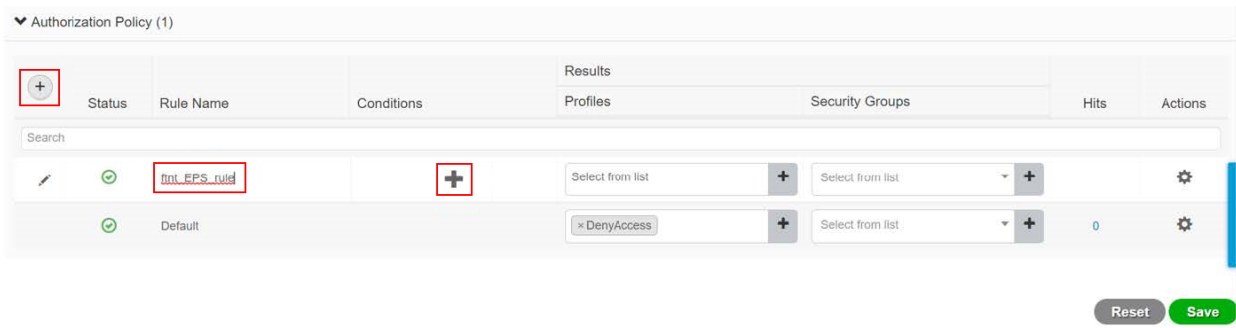 Authorization Policy (1)
Results
Status Rule Name Conditions Profiles Security Groups Hits Actions
Search
ftnt_EPS_rule Select from list Select from list
Default × DenyAccess Select from list 0
Reset Save